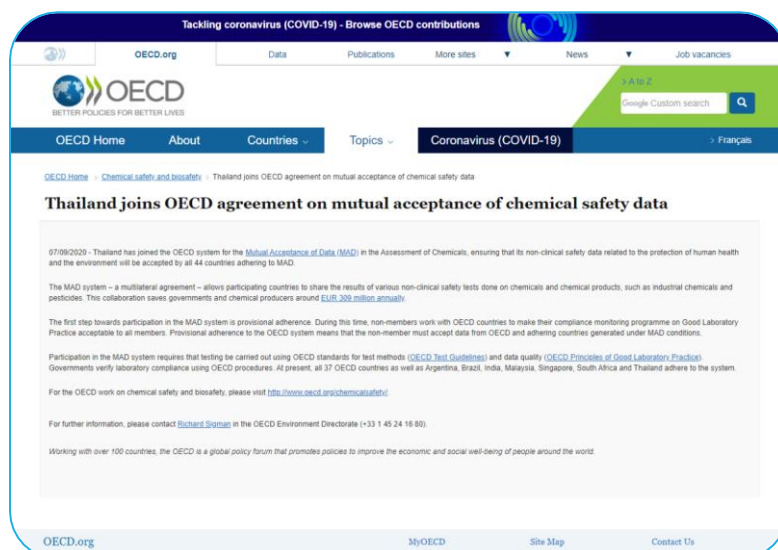 Tackling coronavirus (COVID-19) - Browse OECD contributions
OECD.org Data Publications More sites ▼ News ▼ Job vacancies
OECD
BETTER POLICIES FOR BETTER LIVES
> A to Z
Google Custom search
OECD Home About Countries Topics Coronavirus (COVID-19) > Français
OECD Home > Chemical safety and biosafety > Thailand joins OECD agreement on mutual acceptance of chemical safety data
Thailand joins OECD agreement on mutual acceptance of chemical safety data
07/09/2020 - Thailand has joined the OECD system for the Mutual Acceptance of Data (MAD) in the Assessment of Chemicals, ensuring that its non-clinical safety data related to the protection of human health
and the environment will be accepted by all 44 countries adhering to MAD.
The MAD system – a multilateral agreement – allows participating countries to share the results of various non-clinical safety tests done on chemicals and chemical products, such as industrial chemicals and
pesticides. This collaboration saves governments and chemical producers around EUR 309 million annually.
The first step towards participation in the MAD system is provisional adherence. During this time, non-members work with OECD countries to make their compliance monitoring programme on Good Laboratory
Practice acceptable to all members. Provisional adherence to the OECD system means that the non-member must accept data from OECD and adhering countries generated under MAD conditions.
Participation in the MAD system requires that testing be carried out using OECD standards for test methods (OECD Test Guidelines) and data quality (OECD Principles of Good Laboratory Practice).
Governments verify laboratory compliance using OECD procedures. At present, all 37 OECD countries as well as Argentina, Brazil, India, Malaysia, Singapore, South Africa and Thailand adhere to the system.
For the OECD work on chemical safety and biosafety, please visit http://www.oecd.org/chemicalsafety/.
For further information, please contact Richard Sigman in the OECD Environment Directorate (+33 1 45 24 16 80).
Working with over 100 countries, the OECD is a global policy forum that promotes policies to improve the economic and social well-being of people around the world.
OECD.org MyOECD Site Map Contact Us